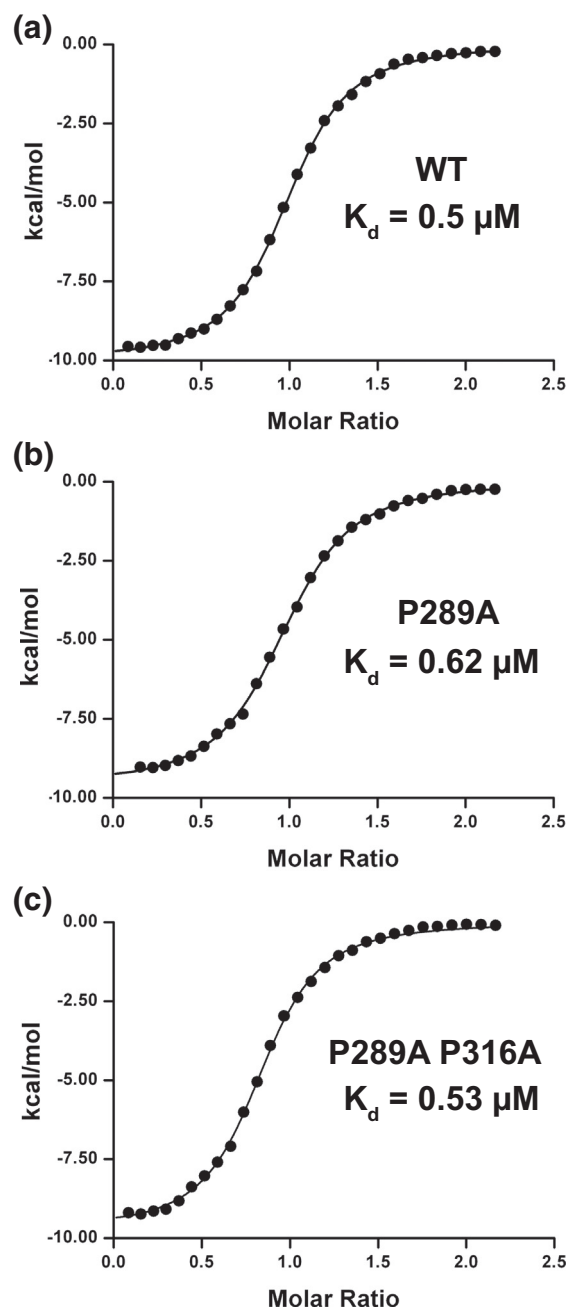 (a)
0.00
-2.50
-5.00
-7.50
-10.00
kcal/mol
WT
Kd = 0.5 µM
0.0 0.5 1.0 1.5 2.0 2.5
Molar Ratio
(b)
0.00
-2.50
-5.00
-7.50
-10.00
kcal/mol
P289A
Kd = 0.62 µM
0.0 0.5 1.0 1.5 2.0 2.5
Molar Ratio
(c)
0.00
-2.50
-5.00
-7.50
-10.00
kcal/mol
P289A P316A
Kd = 0.53 µM
0.0 0.5 1.0 1.5 2.0 2.5
Molar Ratio